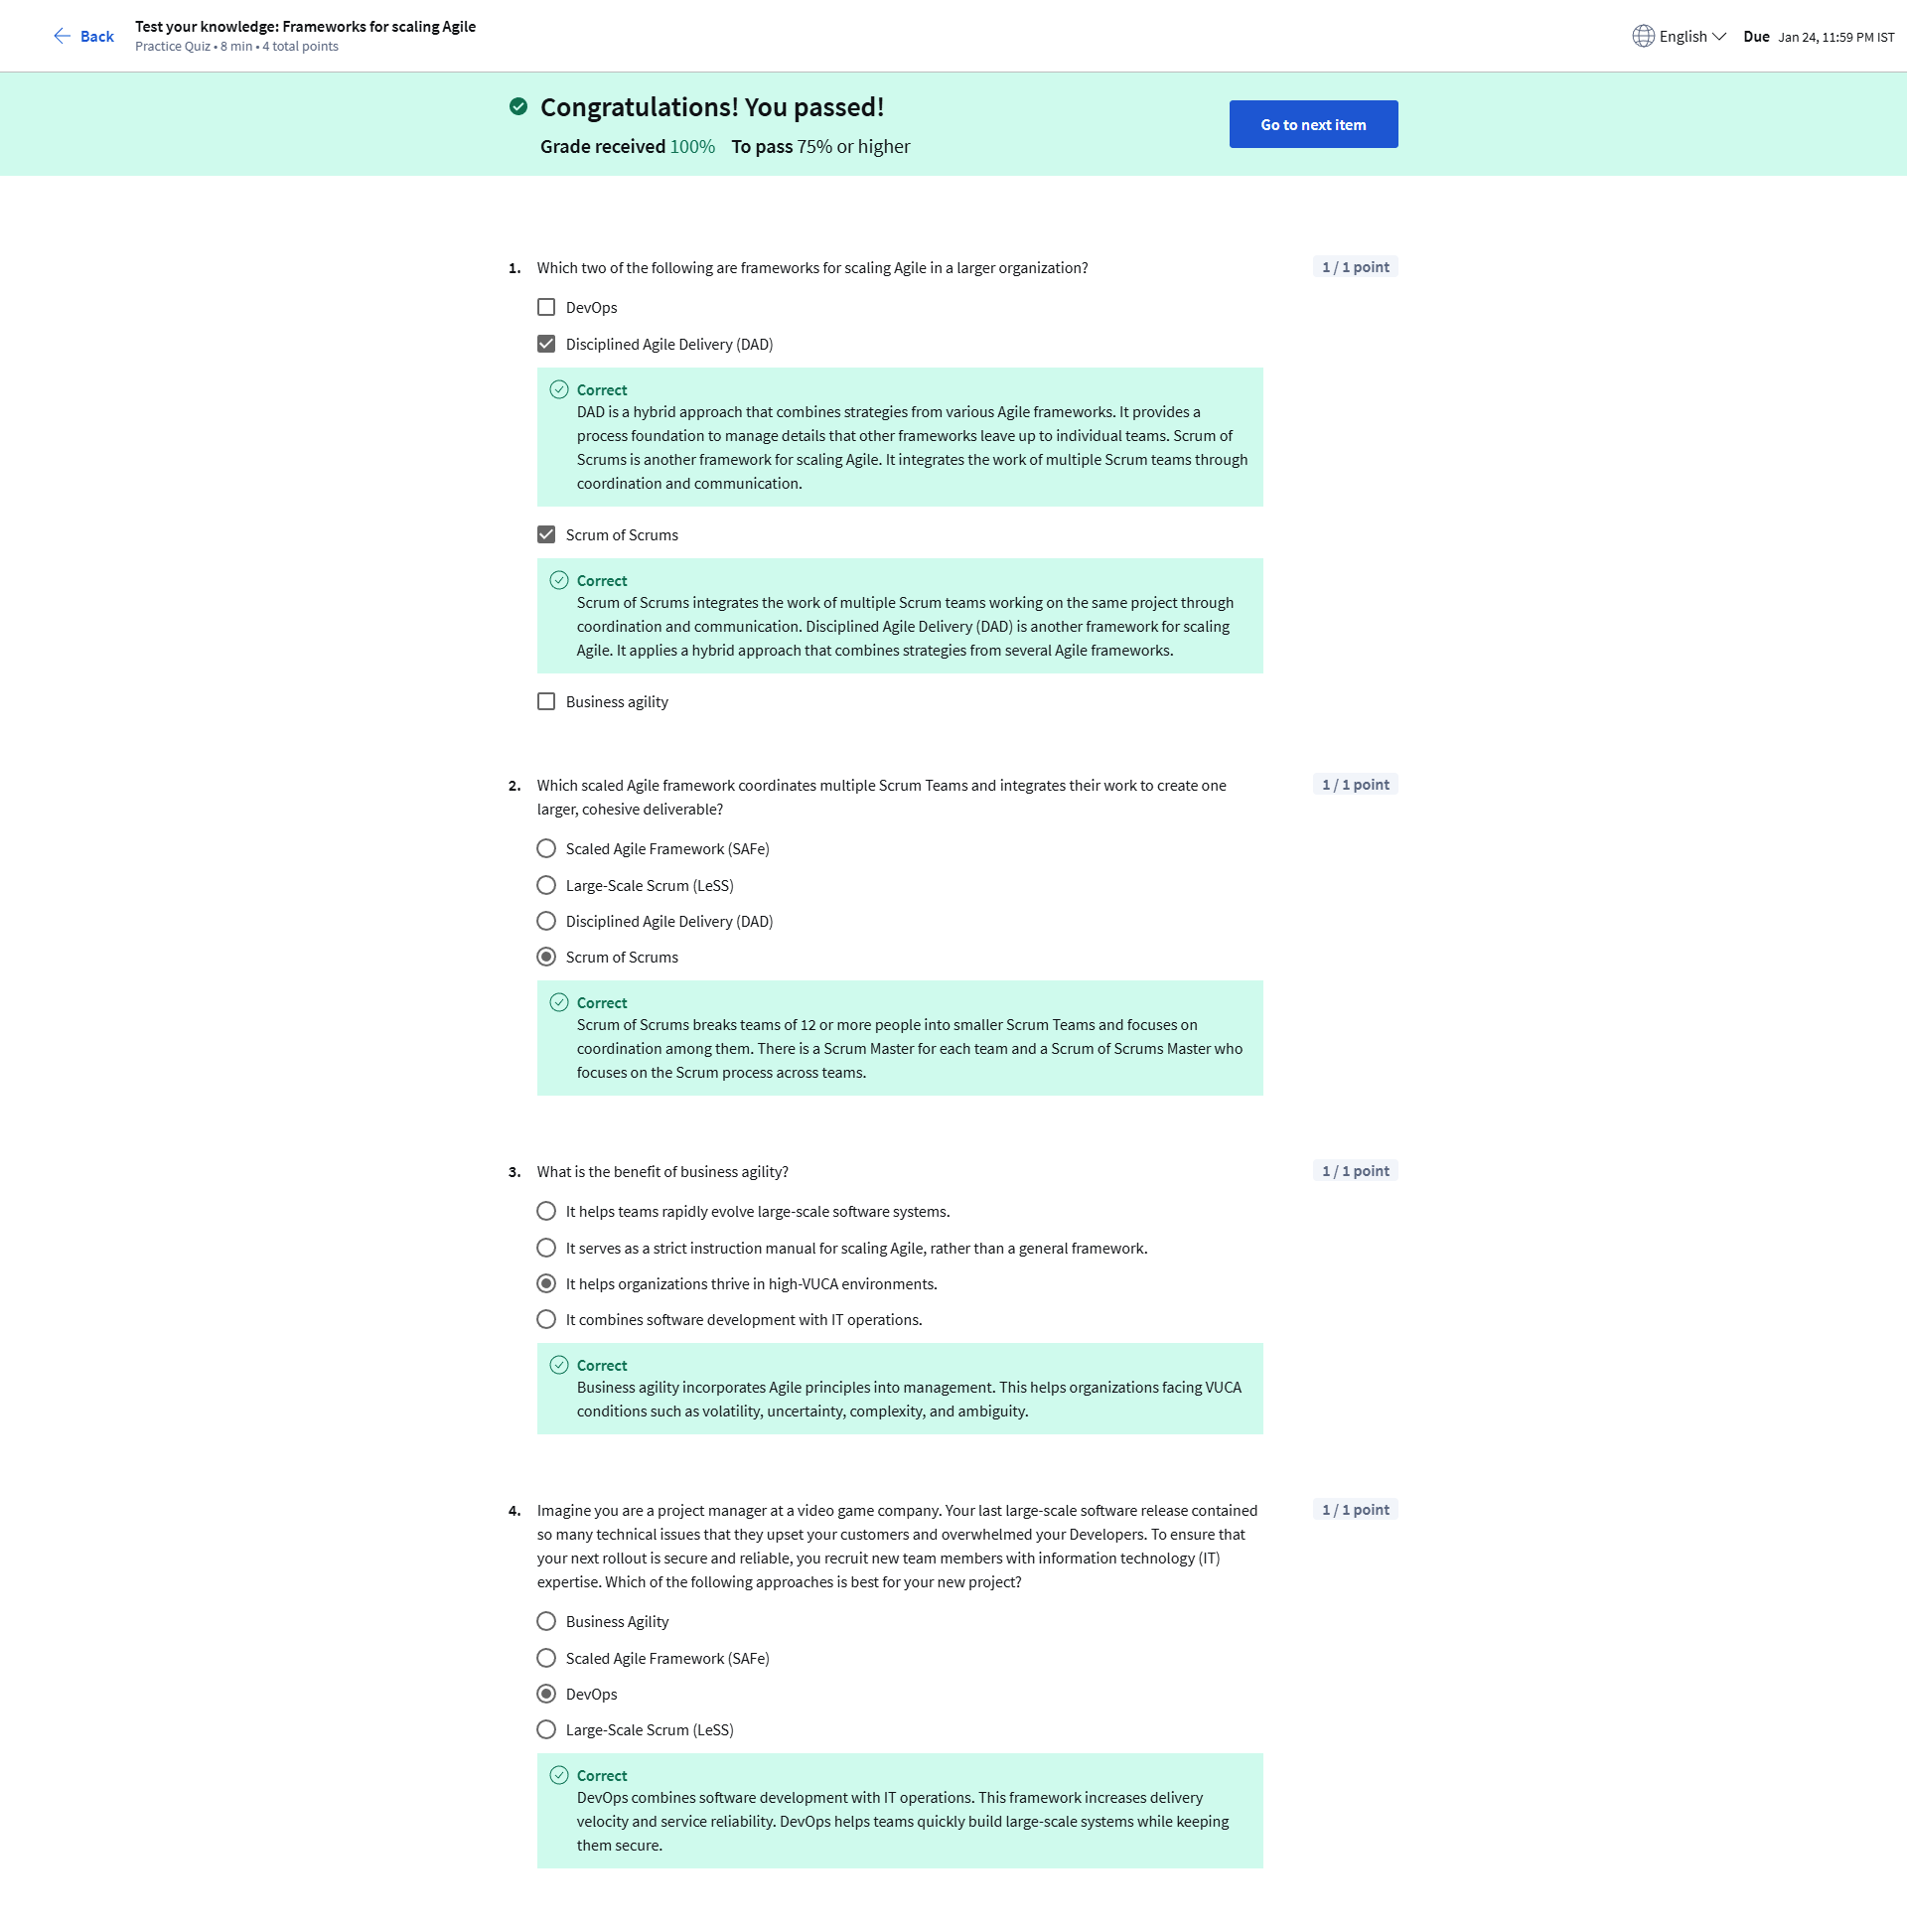 Back
Test your knowledge: Frameworks for scaling Agile
Practice Quiz • 8 min • 4 total points
English
Due Jan 24, 11:59 PM IST
Congratulations! You passed!
Grade received 100% To pass 75% or higher
Go to next item
1. Which two of the following are frameworks for scaling Agile in a larger organization?
1 / 1 point
DevOps
Disciplined Agile Delivery (DAD)
Correct
DAD is a hybrid approach that combines strategies from various Agile frameworks. It provides a
process foundation to manage details that other frameworks leave up to individual teams. Scrum of
Scrums is another framework for scaling Agile. It integrates the work of multiple Scrum teams through
coordination and communication.
Scrum of Scrums
Correct
Scrum of Scrums integrates the work of multiple Scrum teams working on the same project through
coordination and communication. Disciplined Agile Delivery (DAD) is another framework for scaling
Agile. It applies a hybrid approach that combines strategies from several Agile frameworks.
Business agility
2. Which scaled Agile framework coordinates multiple Scrum Teams and integrates their work to create one
larger, cohesive deliverable?
1 / 1 point
Scaled Agile Framework (SAFe)
Large-Scale Scrum (LeSS)
Disciplined Agile Delivery (DAD)
Scrum of Scrums
Correct
Scrum of Scrums breaks teams of 12 or more people into smaller Scrum Teams and focuses on
coordination among them. There is a Scrum Master for each team and a Scrum of Scrums Master who
focuses on the Scrum process across teams.
3. What is the benefit of business agility?
1 / 1 point
It helps teams rapidly evolve large-scale software systems.
It serves as a strict instruction manual for scaling Agile, rather than a general framework.
It helps organizations thrive in high-VUCA environments.
It combines software development with IT operations.
Correct
Business agility incorporates Agile principles into management. This helps organizations facing VUCA
conditions such as volatility, uncertainty, complexity, and ambiguity.
4. Imagine you are a project manager at a video game company. Your last large-scale software release contained
so many technical issues that they upset your customers and overwhelmed your Developers. To ensure that
your next rollout is secure and reliable, you recruit new team members with information technology (IT)
expertise. Which of the following approaches is best for your new project?
1 / 1 point
Business Agility
Scaled Agile Framework (SAFe)
DevOps
Large-Scale Scrum (LeSS)
Correct
DevOps combines software development with IT operations. This framework increases delivery
velocity and service reliability. DevOps helps teams quickly build large-scale systems while keeping
them secure.